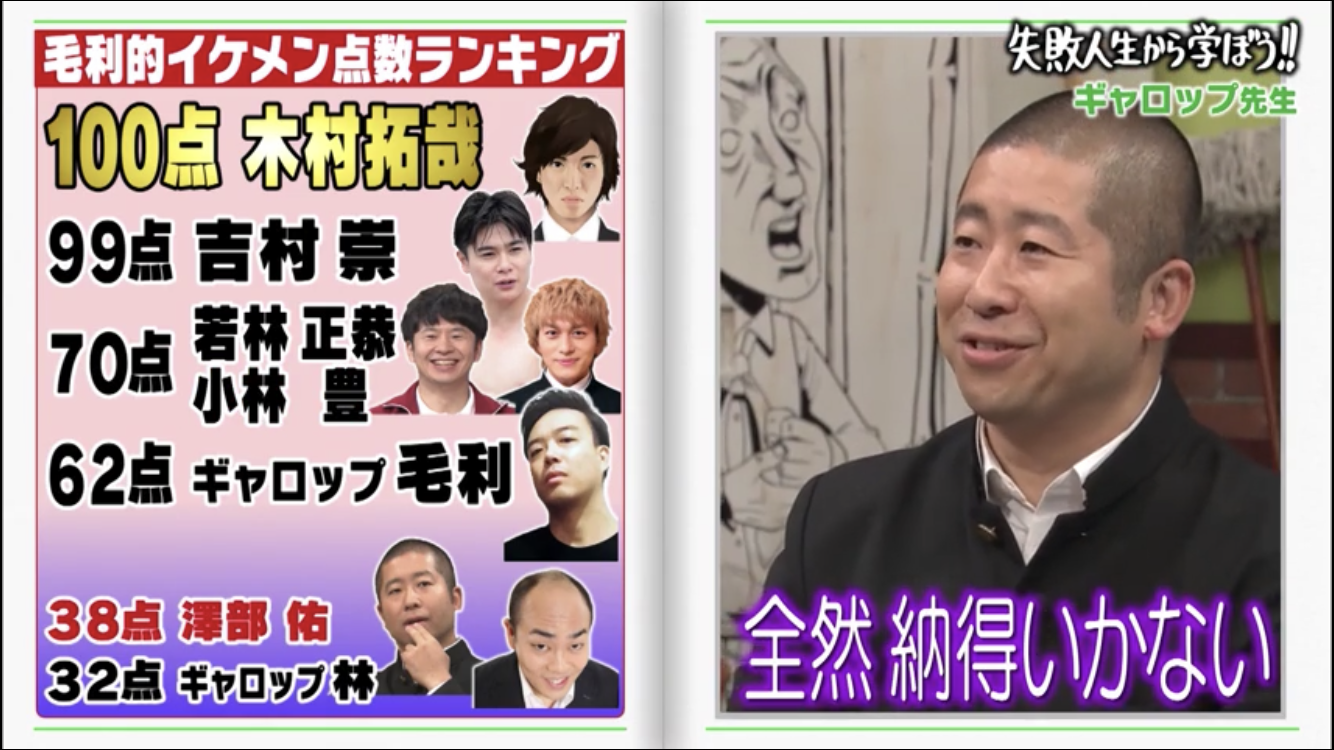 毛利的イケメン点数ランキング
100点 木村拓哉
99点 吉村 崇
70点 若林 正恭
小林 豊
62点 ギャロップ 毛利
38点 澤部 佑
32点 ギャロップ 林
失敗人生から学ぼう!!
ギャロップ先生
全然 納得いかない